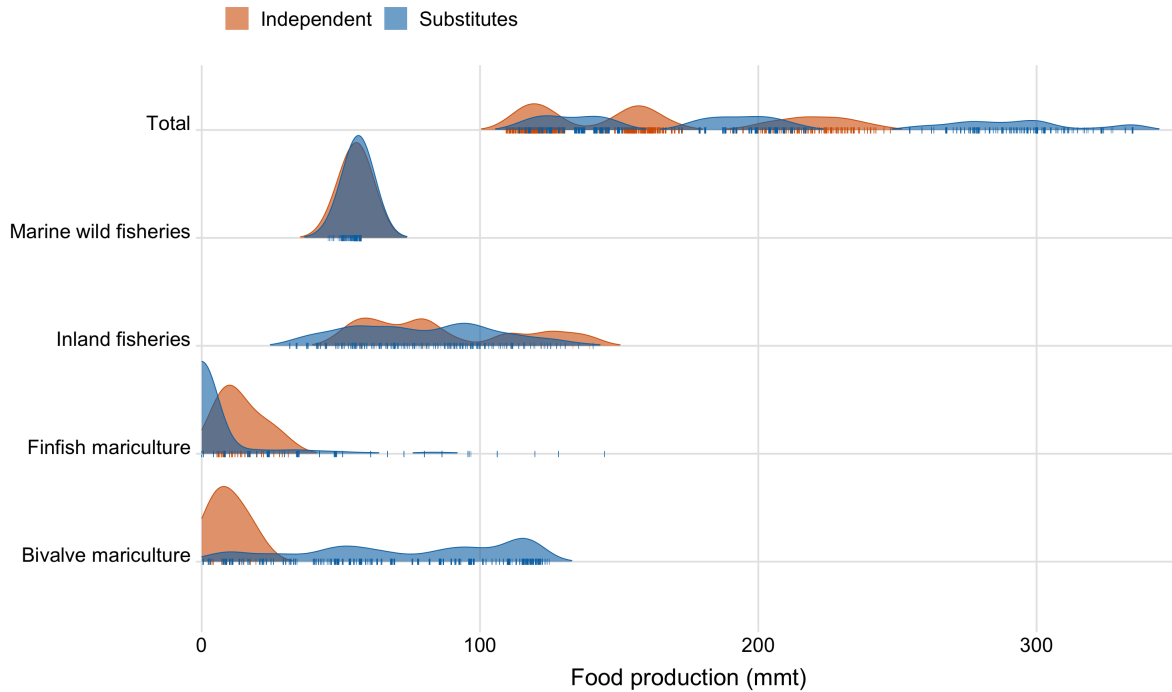 Independent Substitutes
Total
Marine wild fisheries
Inland fisheries
Finfish mariculture
Bivalve mariculture
0 100 200 300
Food production (mmt)